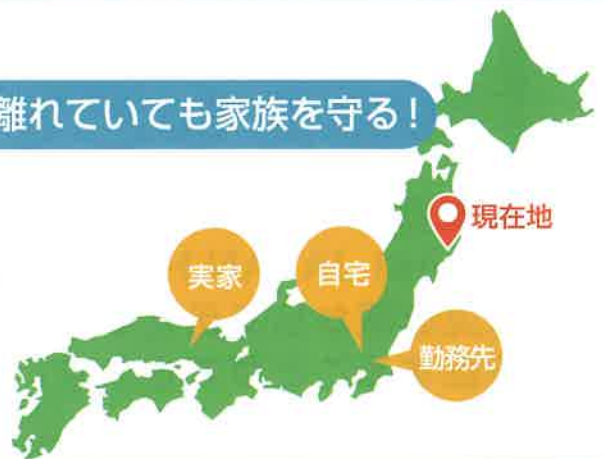 離れていても家族を守る！
現在地
実家
自宅
勤務先